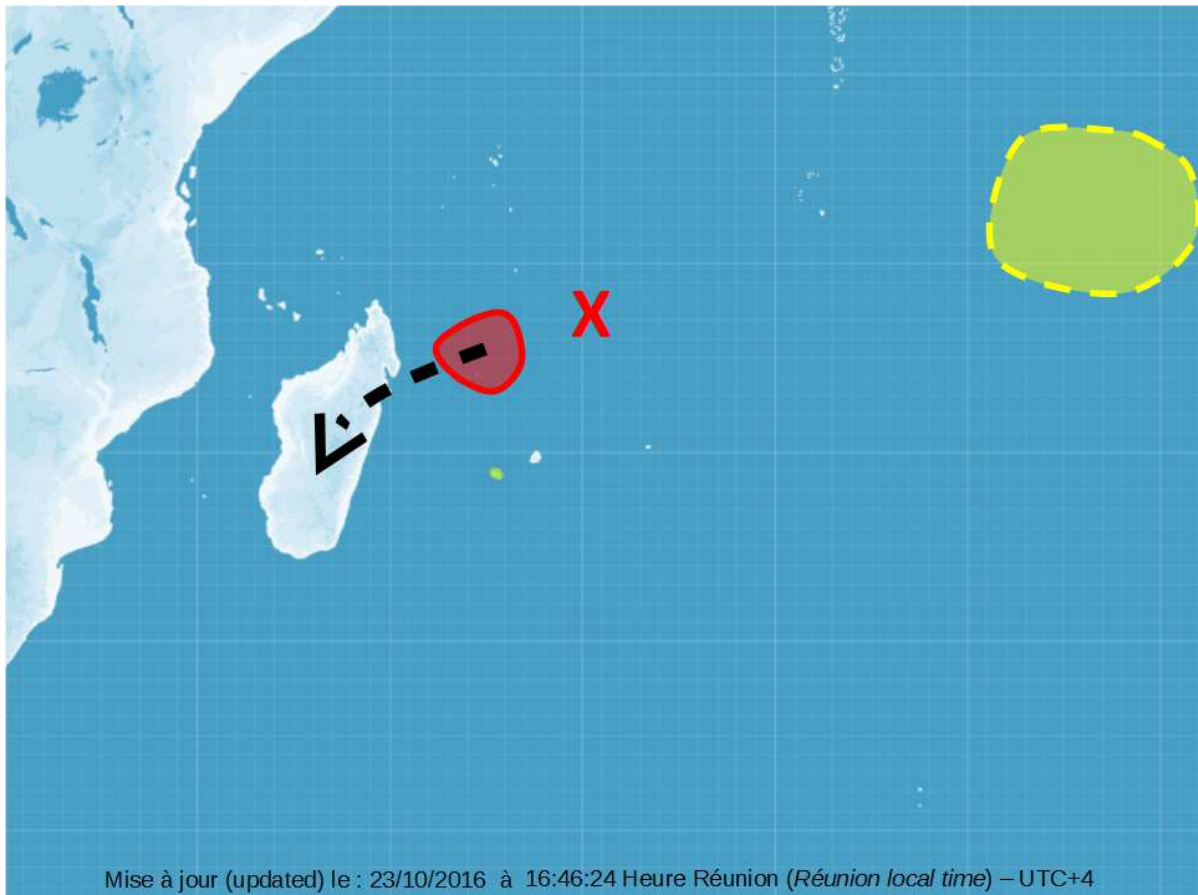 X
Mise à jour (updated) le : 23/10/2016 à 16:46:24 Heure Réunion (Réunion local time) – UTC+4